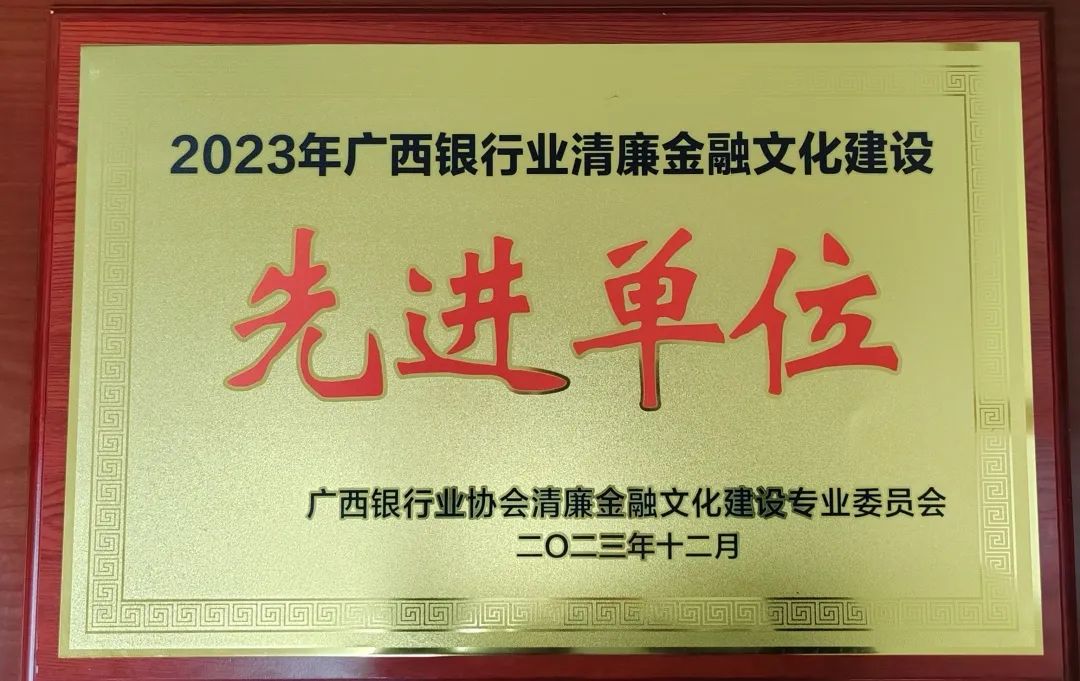 2023年广西银行业清廉金融文化建设
先进单位
广西银行业协会清廉金融文化建设专业委员会
二〇二三年十二月